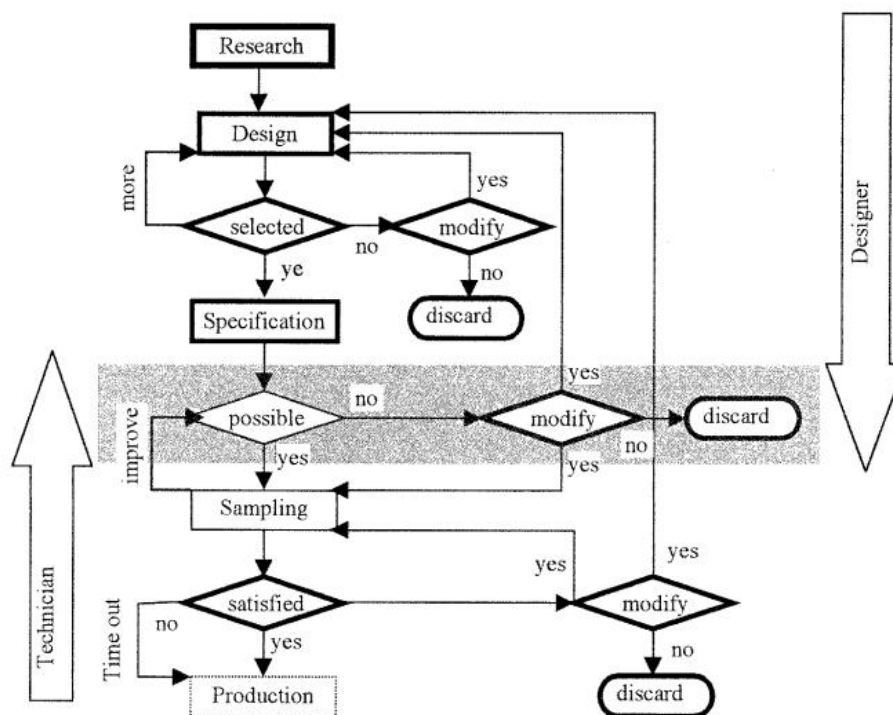 Research
Design
more
yes
selected
modify
no
ye
no
Specification
discard
Designer
yes
possible
no
modify
discard
improve
no
yes
yes
Sampling
yes
yes
Technician
satisfied
modify
Time out
no
yes
no
Production
discard